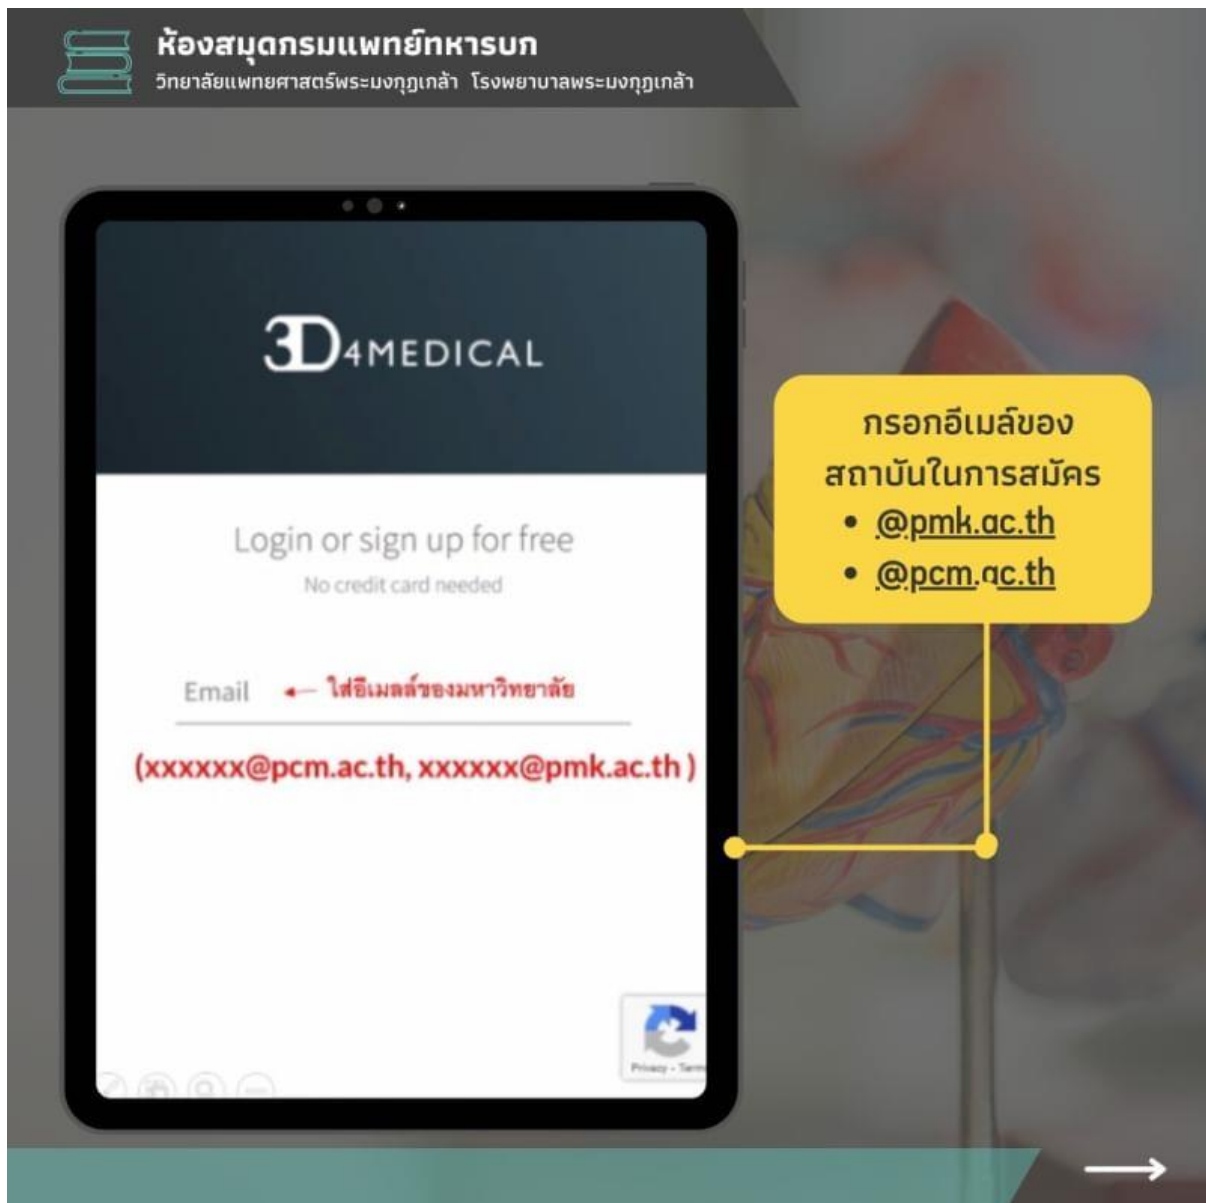 ห้องสมุดกรมแพทย์ทหารบก
วิทยาลัยแพทยศาสตร์พระมงกุฎเกล้า โรงพยาบาลพระมงกุฎเกล้า
3D4MEDICAL
Login or sign up for free
No credit card needed
Email ← ใส่อีเมลล์ของมหาวิทยาลัย
(xxxxxx@pcm.ac.th, xxxxxx@pmk.ac.th )
Privacy - Terms
กรอกอีเมล์ของ
สถาบันในการสมัคร
• @pmk.ac.th
• @pcm.ac.th